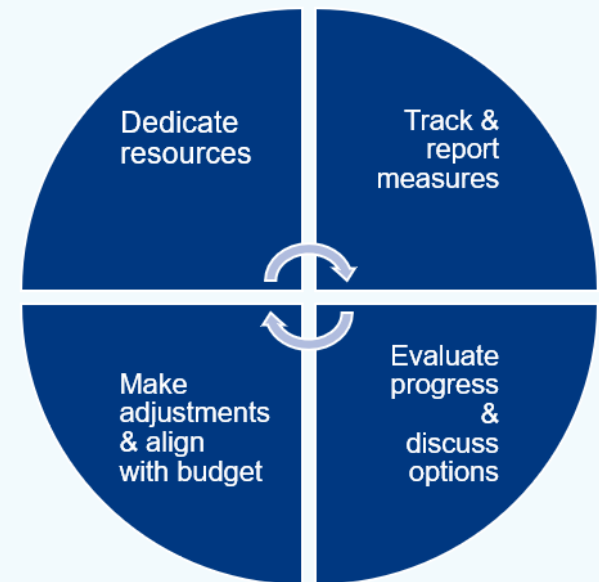 Dedicate
resources
Track &
report
measures
Evaluate
progress
&
discuss
options
Make
adjustments
& align
with budget